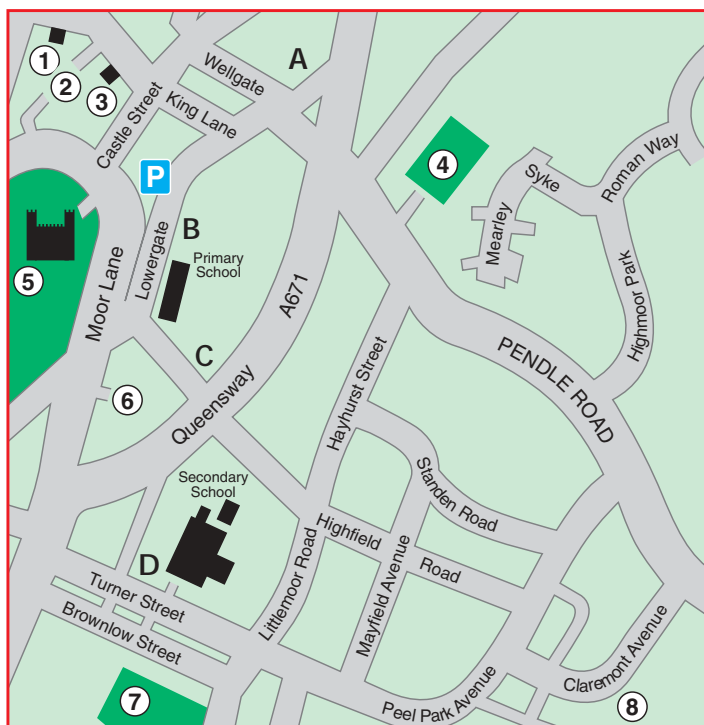 A
1
Wellgate
2
3
King Lane
Castle Street
4
P
Syke
Roman Way
B
Mearley
Primary
School
5
Lowergate
Moor Lane
A671
Highmoor Park
C
PENDLE ROAD
6
Queensway
Hayhurst Street
Secondary
School
Standen Road
Highfield
Road
D
Turner Street
Littlemoor Road
Mayfield Avenue
Brownlow Street
Claremont Avenue
7
Peel Park Avenue
8